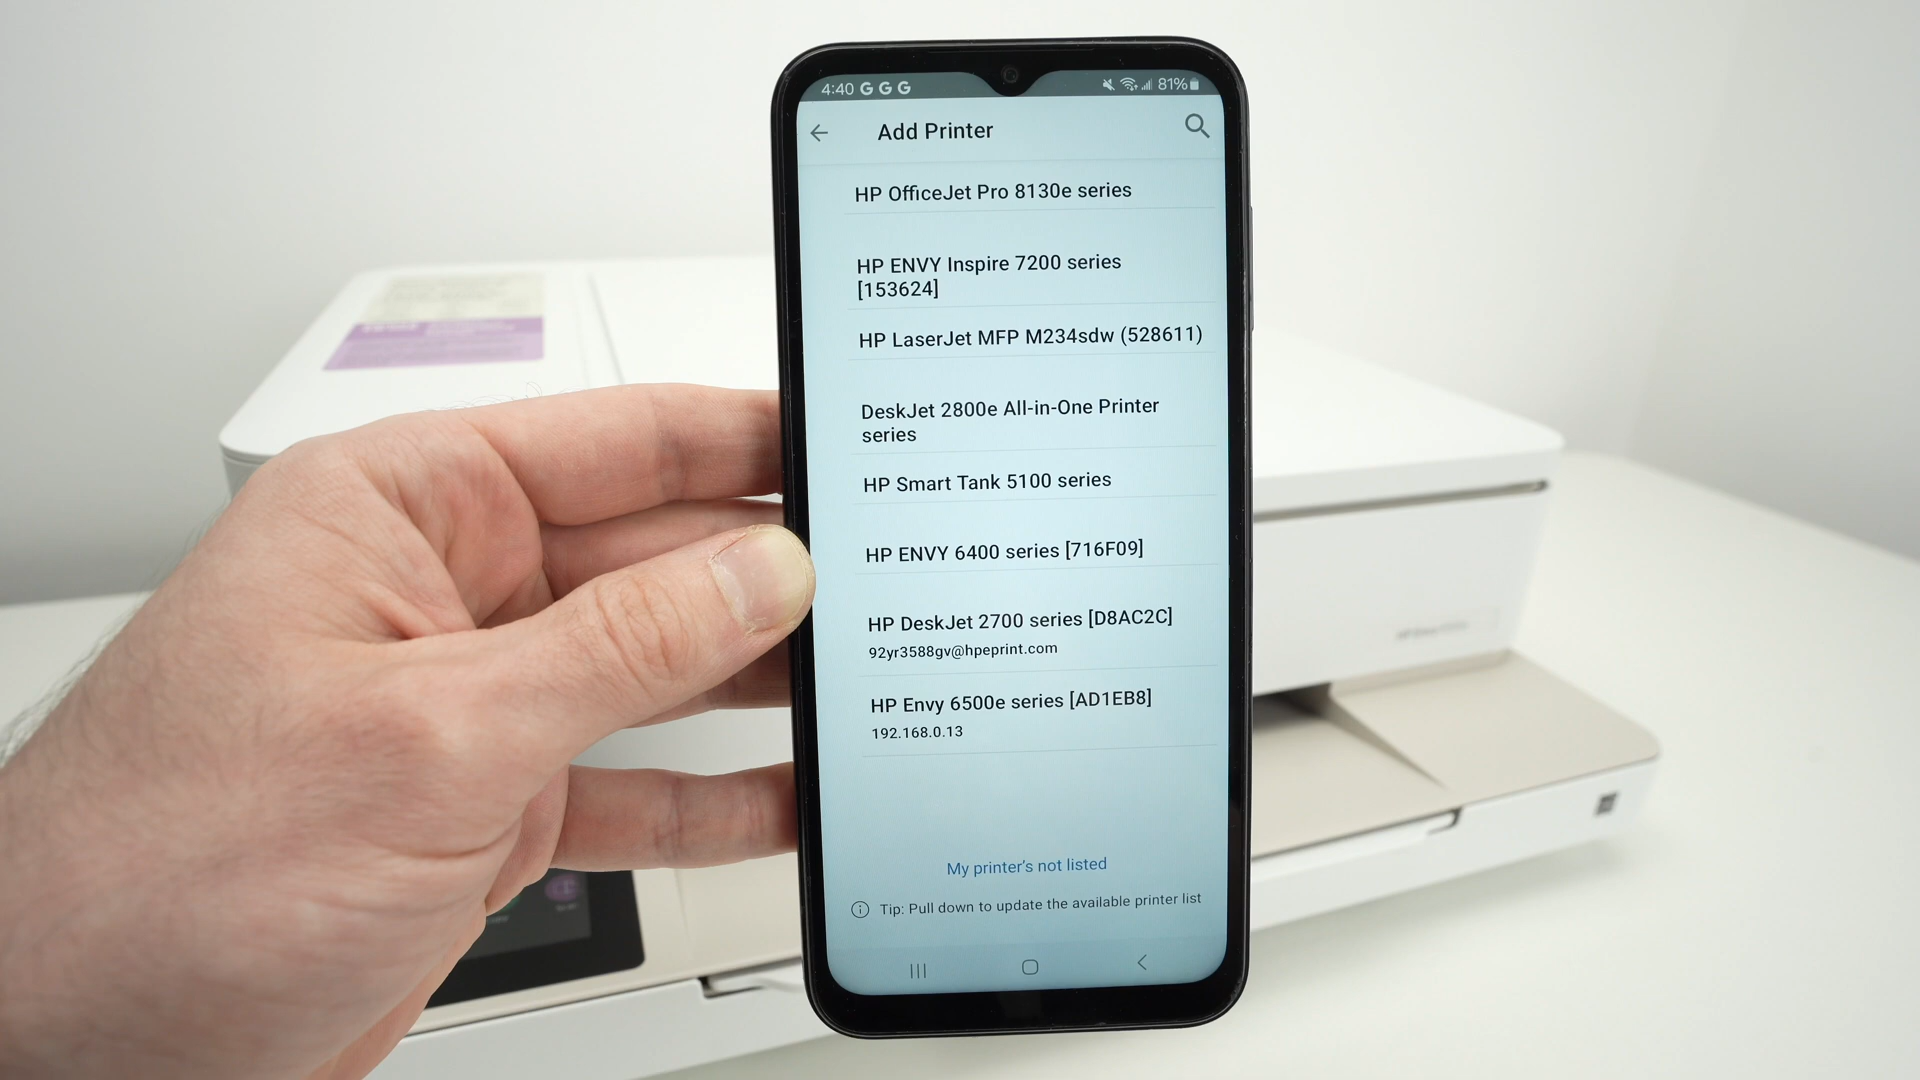 4:40 G G G 81%
Add Printer
HP OfficeJet Pro 8130e series
HP ENVY Inspire 7200 series
[153624]
HP LaserJet MFP M234sdw (528611)
DeskJet 2800e All-in-One Printer
series
HP Smart Tank 5100 series
HP ENVY 6400 series [716F09]
HP DeskJet 2700 series [D8AC2C]
92yr3588gv@hpeprint.com
HP Envy 6500e series [AD1EB8]
192.168.0.13
My printer's not listed
Tip: Pull down to update the available printer list